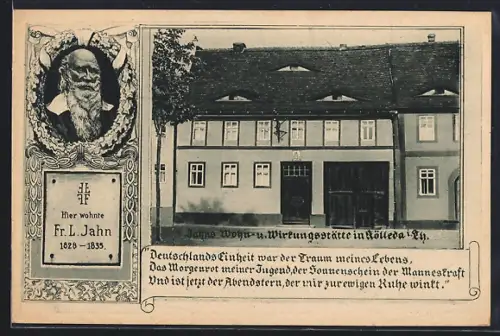 Hier wohnte
Fr. L. Jahn
1828 – 1835.
Jahns Wohn- u. Wirkungsstätte in Kölleda i. Th.
"Deutschlands Einheit war der Traum meines Lebens,
Das Morgenrot meiner Jugend, der Sonnenschein der Manneskraft
Und ist jetzt der Abendstern, der mir zur ewigen Ruhe winkt."